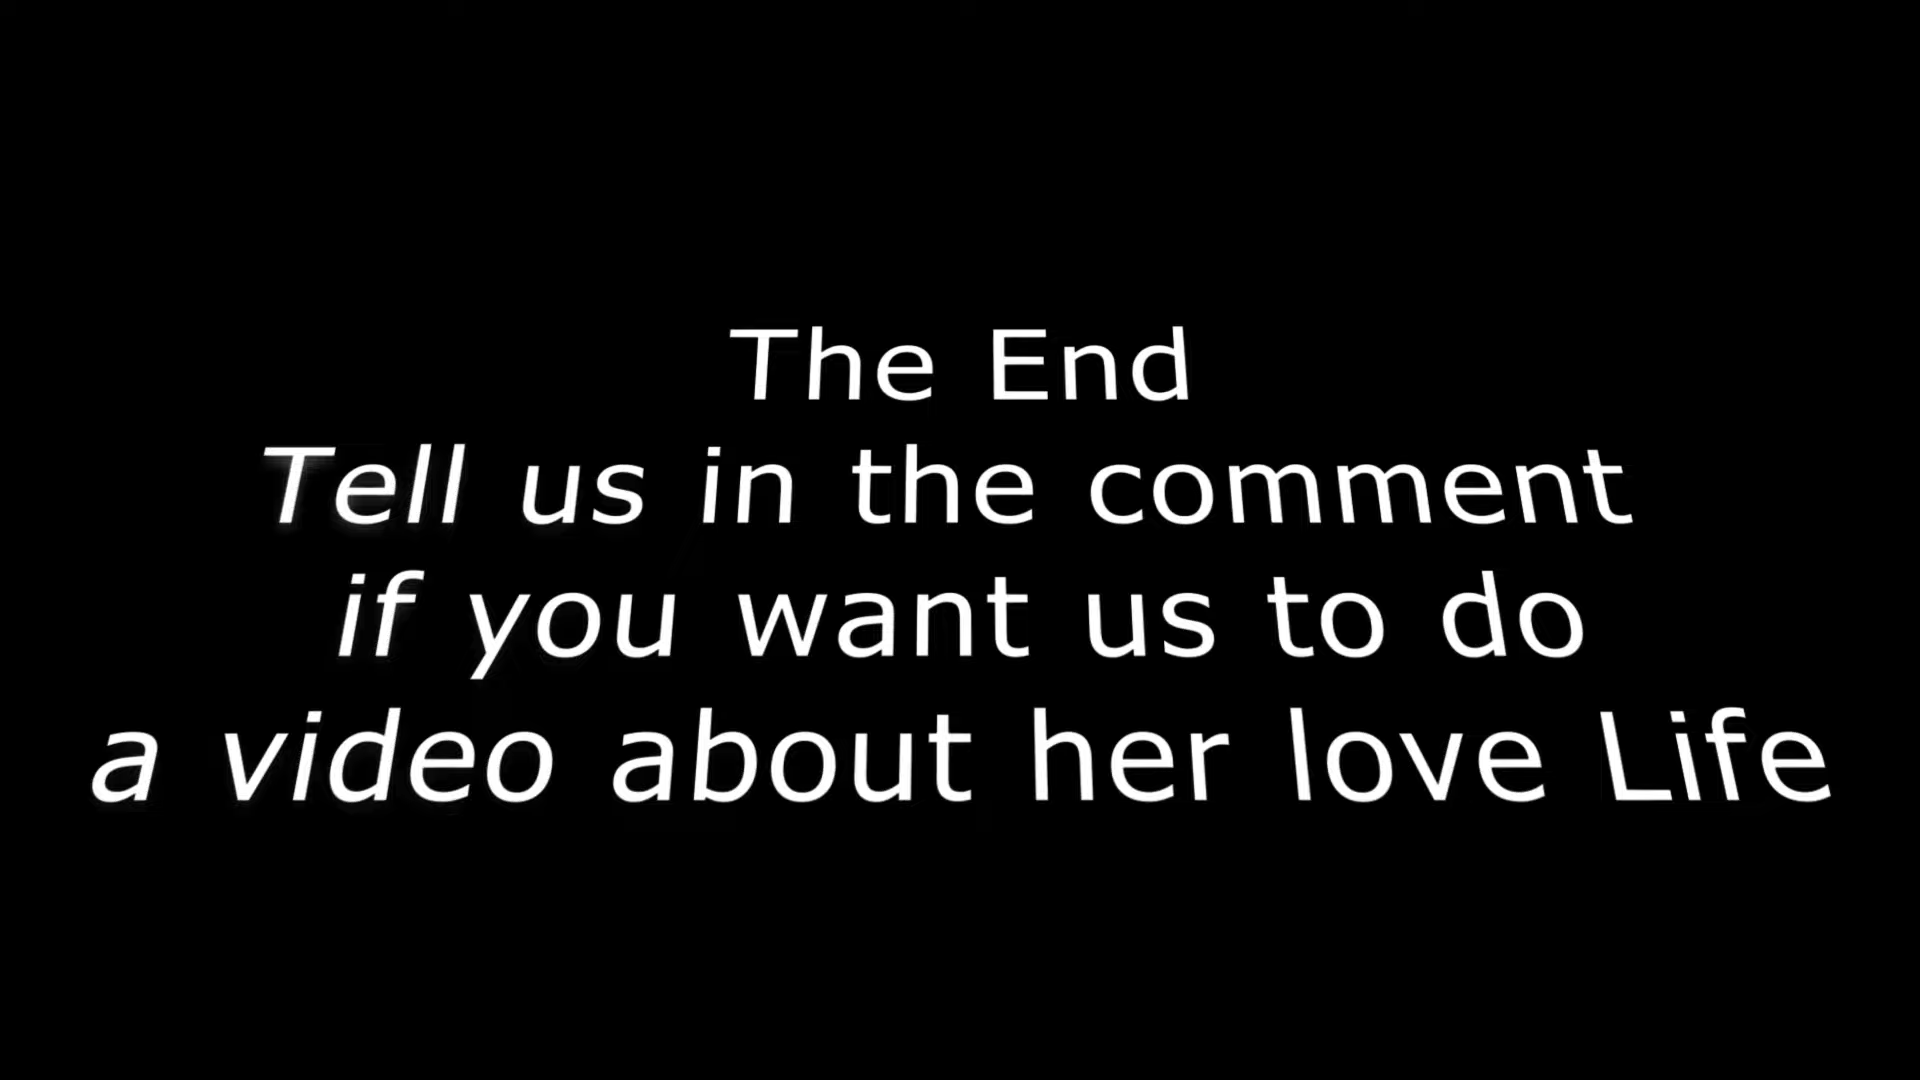 The End
Tell us in the comment
if you want us to do
a video about her love Life